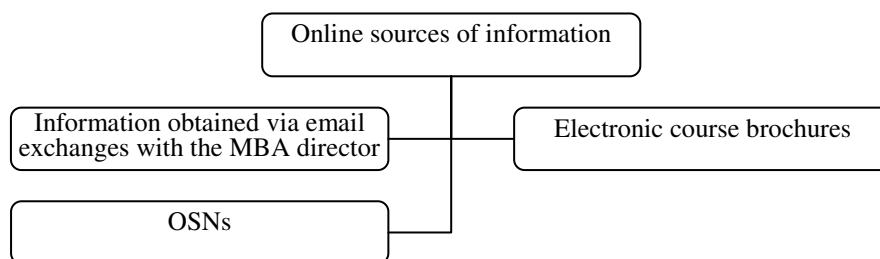 Online sources of information
Information obtained via email
exchanges with the MBA director
Electronic course brochures
OSNs